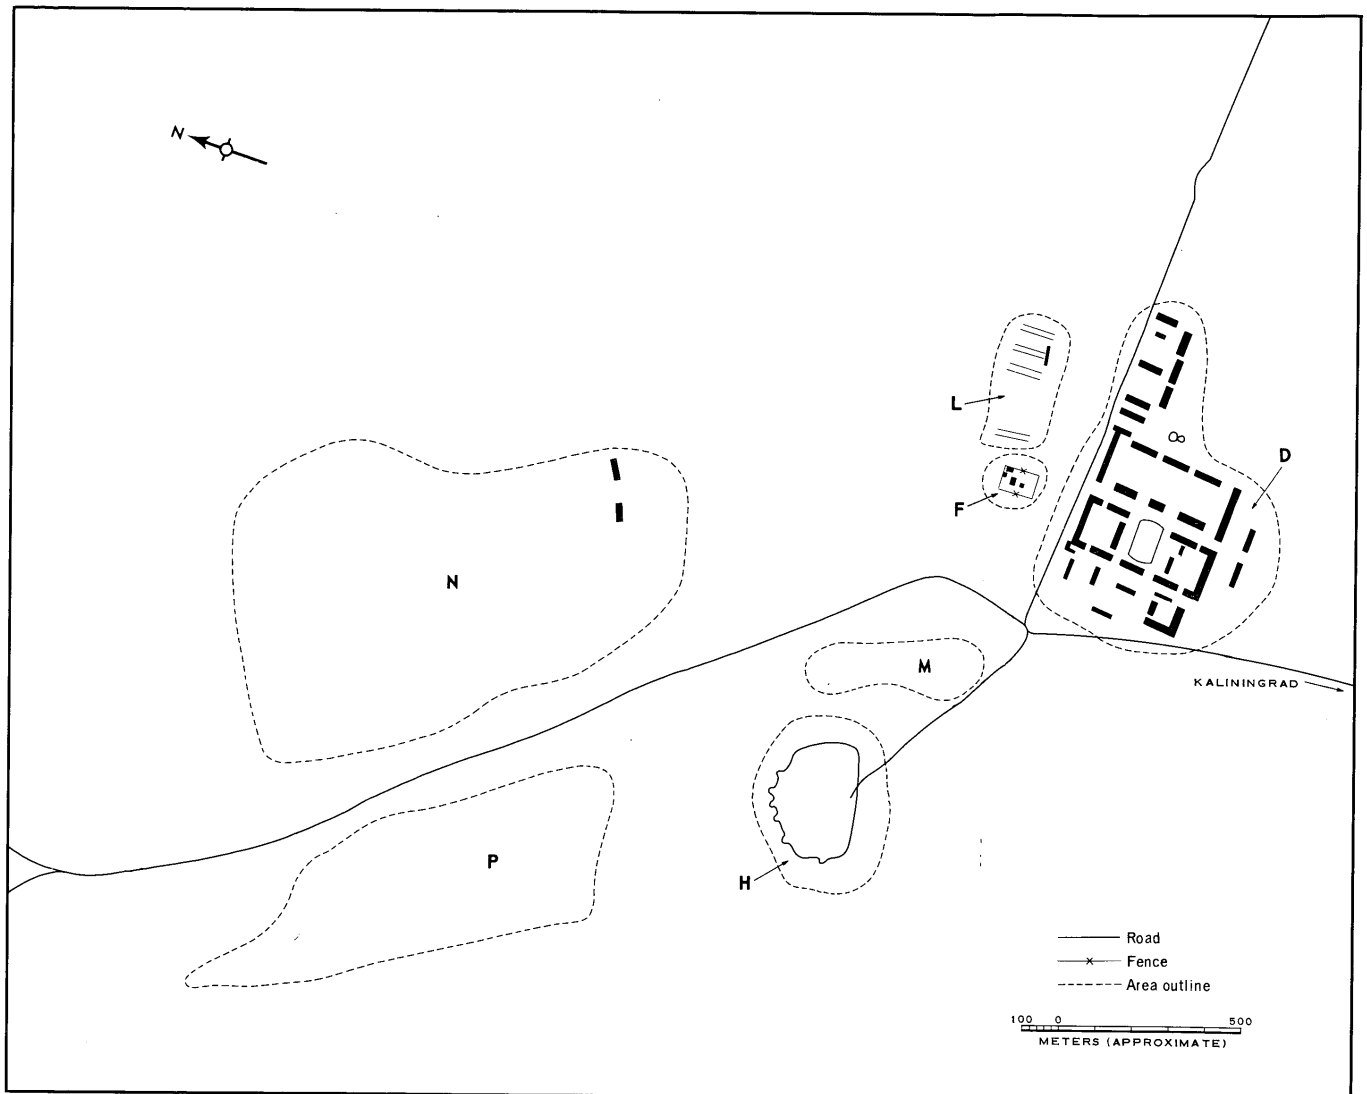 N
L
D
F
N
M
KALININGRAD
P
H
Road
Fence
Area outline
100 0 500
METERS (APPROXIMATE)